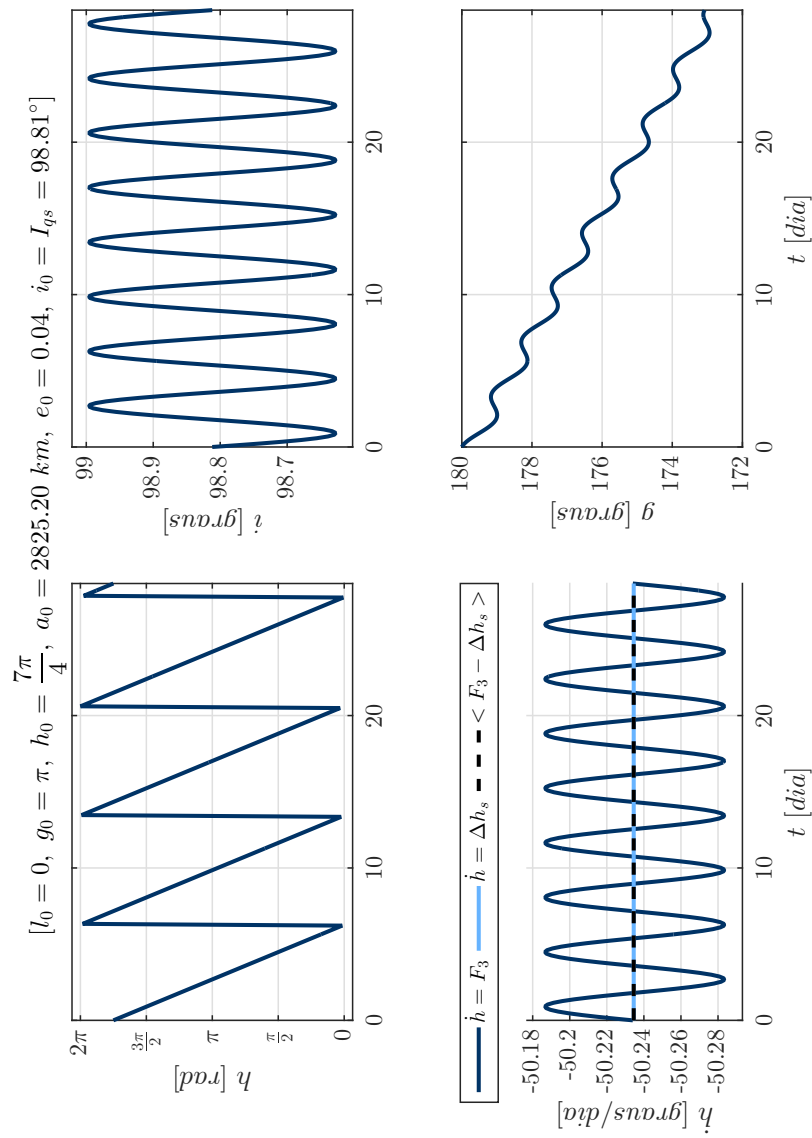 [l₀ = 0, g₀ = π, h₀ = 7π/4, a₀ = 2825.20 km, e₀ = 0.04, i₀ = I_qs = 98.81°]
h [rad]
2π
3π/2
π
π/2
0
0 10 20
i [graus]
99
98.9
98.8
98.7
0 10 20
ḣ = F₃ ḣ = Δh_s < F₃ − Δh_s >
ḣ [graus/dia]
-50.18
-50.2
-50.22
-50.24
-50.26
-50.28
0 10 20
t [dia]
g [graus]
180
178
176
174
172
0 10 20
t [dia]